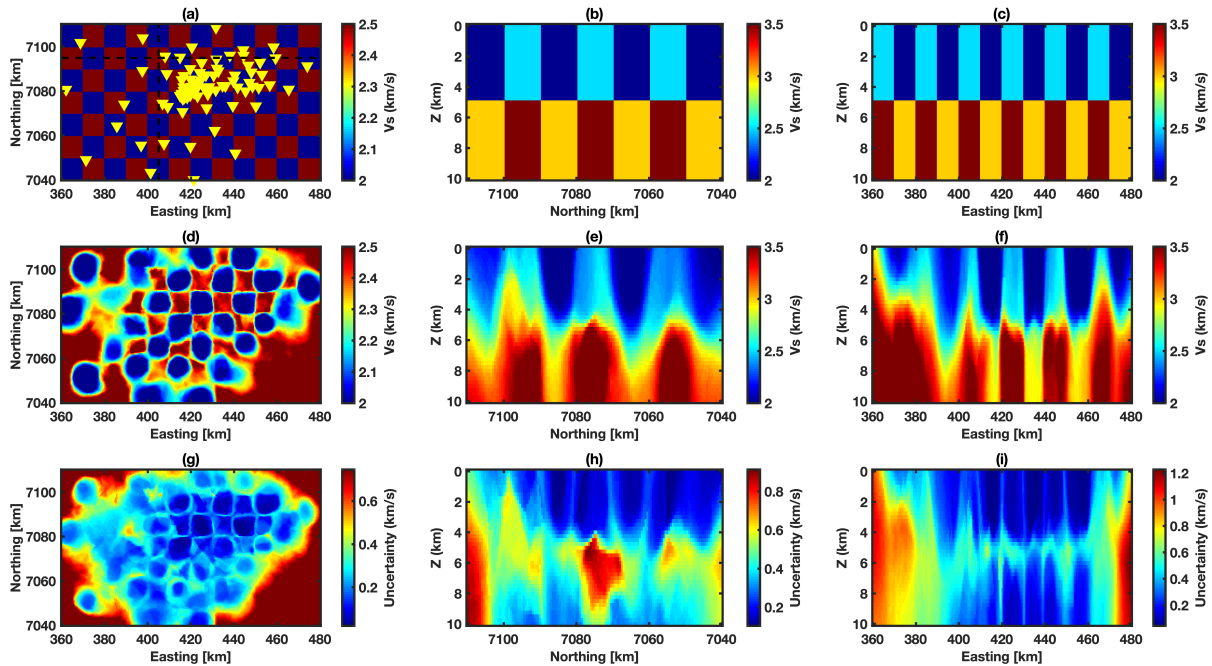 (a)
(b)
(c)
7100
7080
7060
7040
Northing [km]
360 380 400 420 440 460 480
Easting [km]
2.5
2.4
2.3
2.2
2.1
2
Vs (km/s)
0
2
4
6
8
10
Z (km)
7100 7080 7060 7040
Northing [km]
3.5
3
2.5
2
Vs (km/s)
0
2
4
6
8
10
Z (km)
360 380 400 420 440 460 480
Easting [km]
3.5
3
2.5
2
Vs (km/s)
(d)
(e)
(f)
7100
7080
7060
7040
Northing [km]
360 380 400 420 440 460 480
Easting [km]
2.5
2.4
2.3
2.2
2.1
2
Vs (km/s)
0
2
4
6
8
10
Z (km)
7100 7080 7060 7040
Northing [km]
3.5
3
2.5
2
Vs (km/s)
0
2
4
6
8
10
Z (km)
360 380 400 420 440 460 480
Easting [km]
3.5
3
2.5
2
Vs (km/s)
(g)
(h)
(i)
7100
7080
7060
7040
Northing [km]
360 380 400 420 440 460 480
Easting [km]
0.6
0.4
0.2
Uncertainty (km/s)
0
2
4
6
8
10
Z (km)
7100 7080 7060 7040
Northing [km]
0.8
0.6
0.4
0.2
Uncertainty (km/s)
0
2
4
6
8
10
Z (km)
360 380 400 420 440 460 480
Easting [km]
1.2
1
0.8
0.6
0.4
0.2
Uncertainty (km/s)